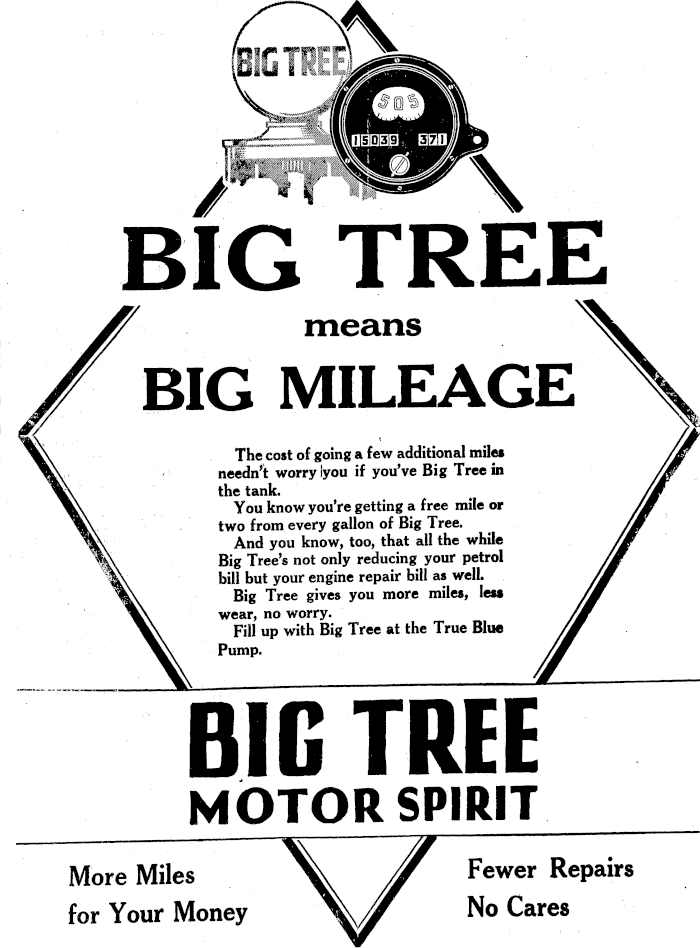 BIG TREE
505
15039 371
BIG TREE
means
BIG MILEAGE
The cost of going a few additional miles
needn't worry you if you've Big Tree in
the tank.
You know you're getting a free mile or
two from every gallon of Big Tree.
And you know, too, that all the while
Big Tree's not only reducing your petrol
bill but your engine repair bill as well.
Big Tree gives you more miles, less
wear, no worry.
Fill up with Big Tree at the True Blue
Pump.
BIG TREE
MOTOR SPIRIT
More Miles
for Your Money
Fewer Repairs
No Cares